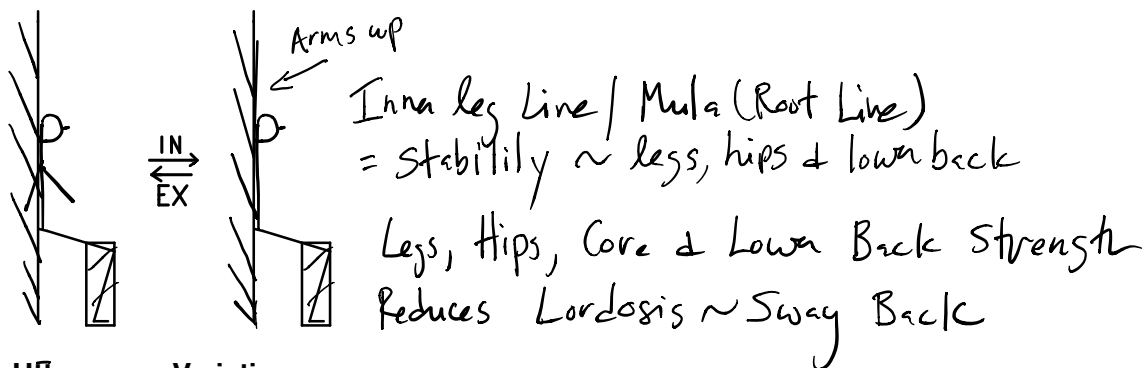 Arms up
Inner leg Line / Mula (Root Line)
IN
= Stability ~ legs, hips & lower back
EX
Legs, Hips, Core & Lower Back Strength
Reduces Lordosis ~ Sway Back